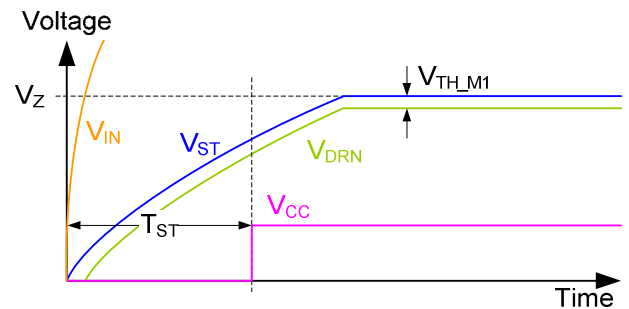 Voltage
V_Z
V_IN
V_ST
V_TH_M1
V_DRN
V_CC
T_ST
Time